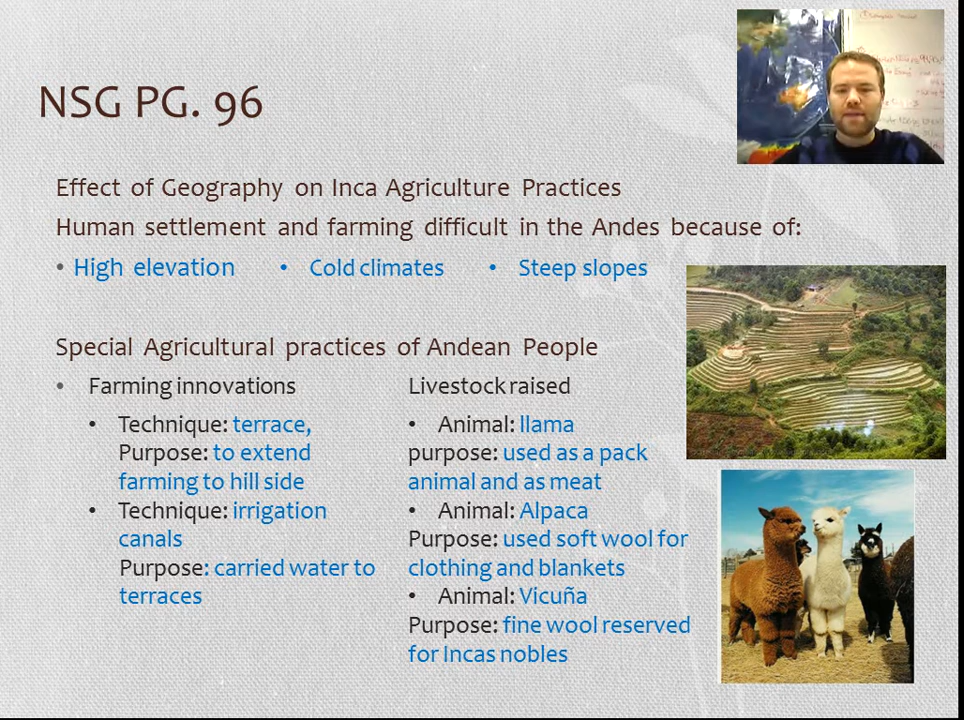 NSG PG. 96
Effect of Geography on Inca Agriculture Practices
Human settlement and farming difficult in the Andes because of:
• High elevation • Cold climates • Steep slopes
Special Agricultural practices of Andean People
• Farming innovations
• Technique: terrace,
Purpose: to extend
farming to hill side
• Technique: irrigation
canals
Purpose: carried water to
terraces
Livestock raised
• Animal: llama
purpose: used as a pack
animal and as meat
• Animal: Alpaca
Purpose: used soft wool for
clothing and blankets
• Animal: Vicuña
Purpose: fine wool reserved
for Incas nobles